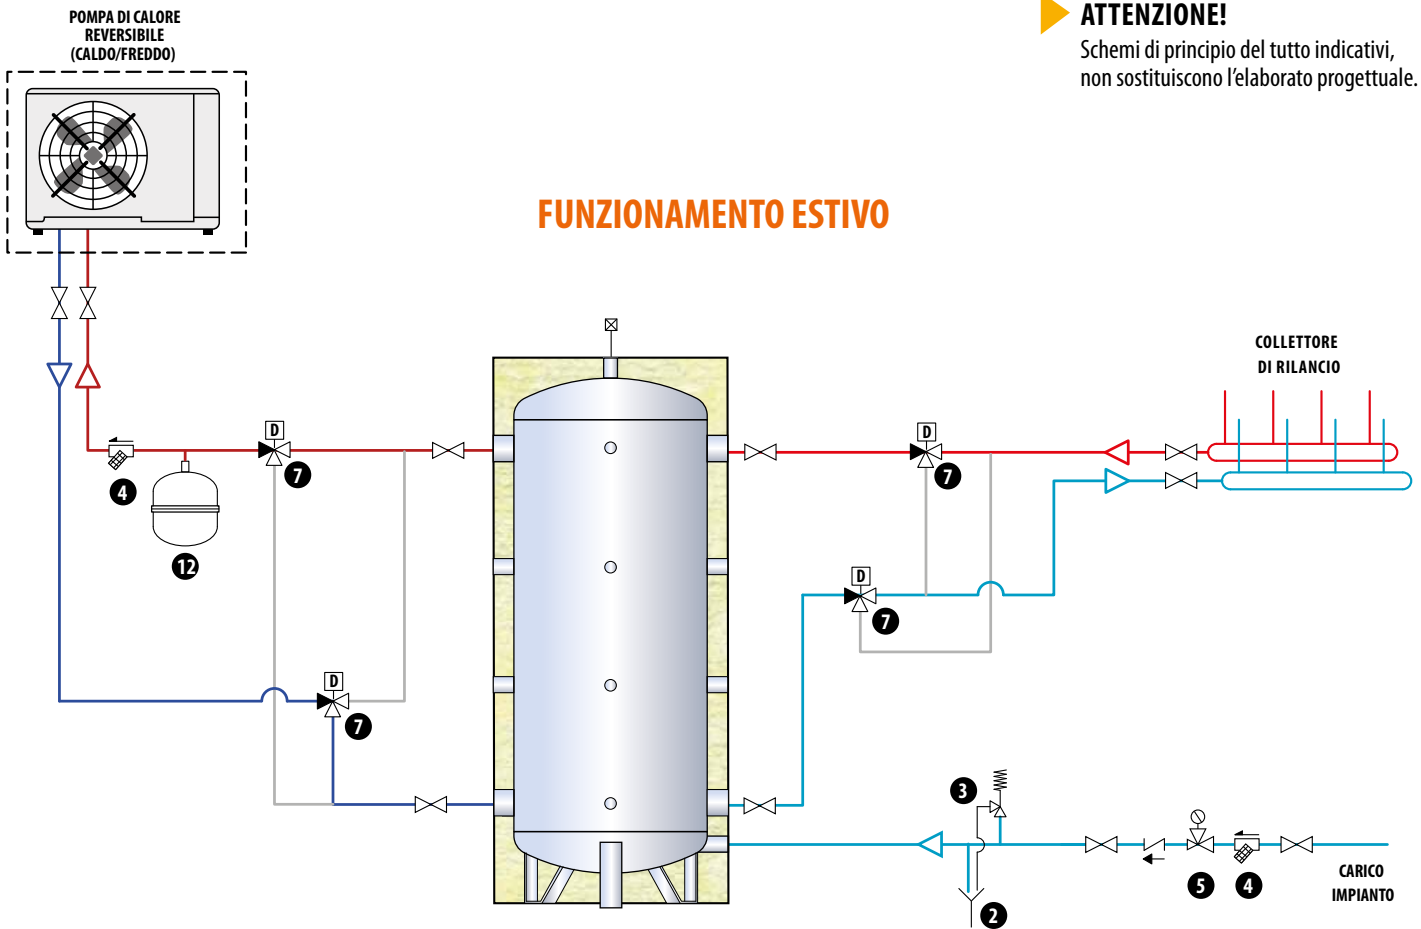 POMPA DI CALORE
REVERSIBILE
(CALDO/FREDDO)
ATTENZIONE!
Schemi di principio del tutto indicativi,
non sostituiscono l'elaborato progettuale.
FUNZIONAMENTO ESTIVO
COLLETTORE
DI RILANCIO
D
D
7
7
4
12
D
7
D
7
3
5
4
2
CARICO
IMPIANTO